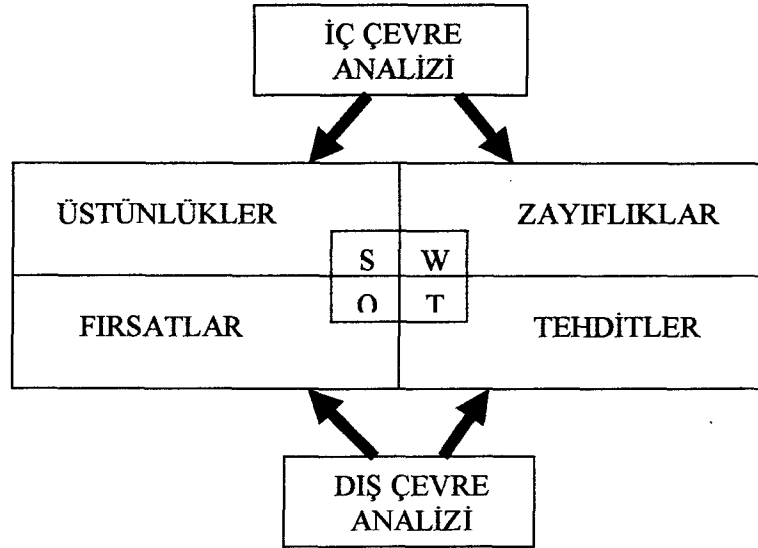 İÇ ÇEVRE
ANALİZİ
ÜSTÜNLÜKLER
ZAYIFLIKLAR
S W
O T
FIRSATLAR
TEHDİTLER
DIŞ ÇEVRE
ANALİZİ